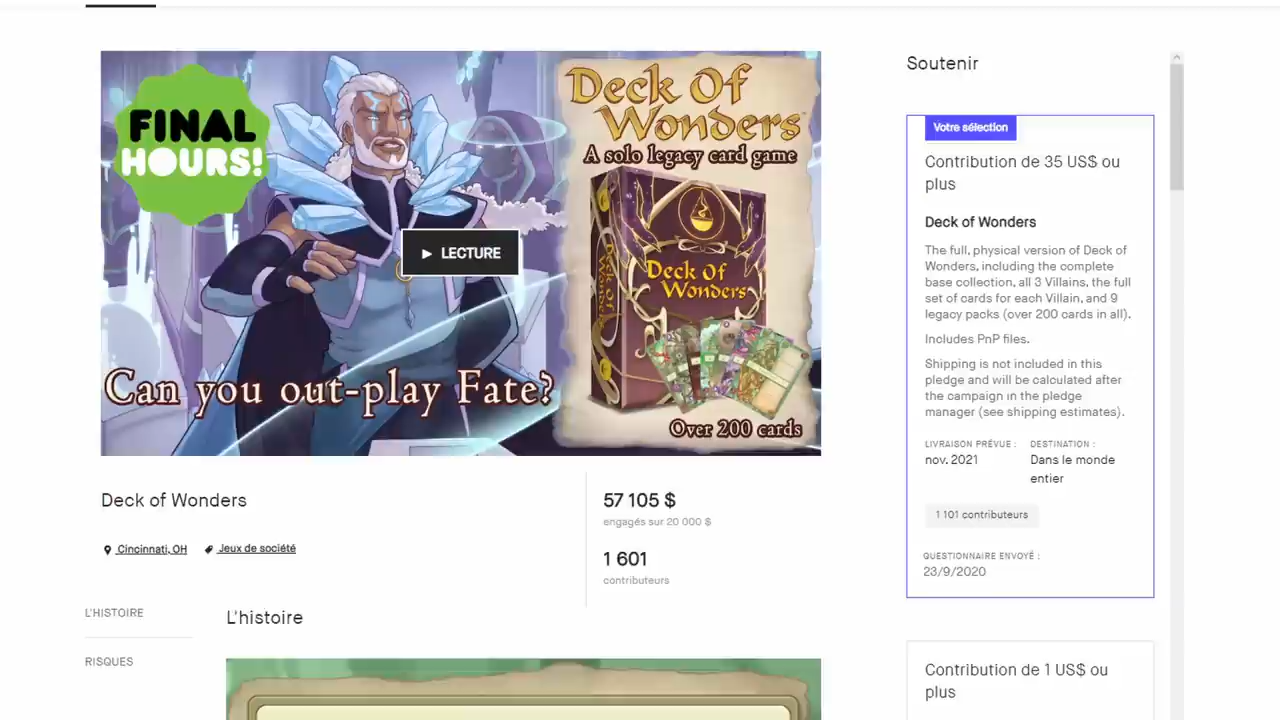 FINAL
HOURS!
Deck Of
Wonders
A solo legacy card game
Deck Of
Wonders
Deck Of
Wonders
LECTURE
Can you out-play Fate?
Over 200 cards
Deck of Wonders
Cincinnati, OH
Jeux de société
57 105 $
engagés sur 20 000 $
1 601
contributeurs
L'HISTOIRE
RISQUES
L'histoire
Soutenir
Votre sélection
Contribution de 35 US$ ou
plus
Deck of Wonders
The full, physical version of Deck of
Wonders, including the complete
base collection, all 3 Villains, the full
set of cards for each Villain, and 9
legacy packs (over 200 cards in all).
Includes PnP files.
Shipping is not included in this
pledge and will be calculated after
the campaign in the pledge
manager (see shipping estimates).
LIVRAISON PRÉVUE :
nov. 2021
DESTINATION :
Dans le monde
entier
1 101 contributeurs
QUESTIONNAIRE ENVOYÉ :
23/9/2020
Contribution de 1 US$ ou
plus